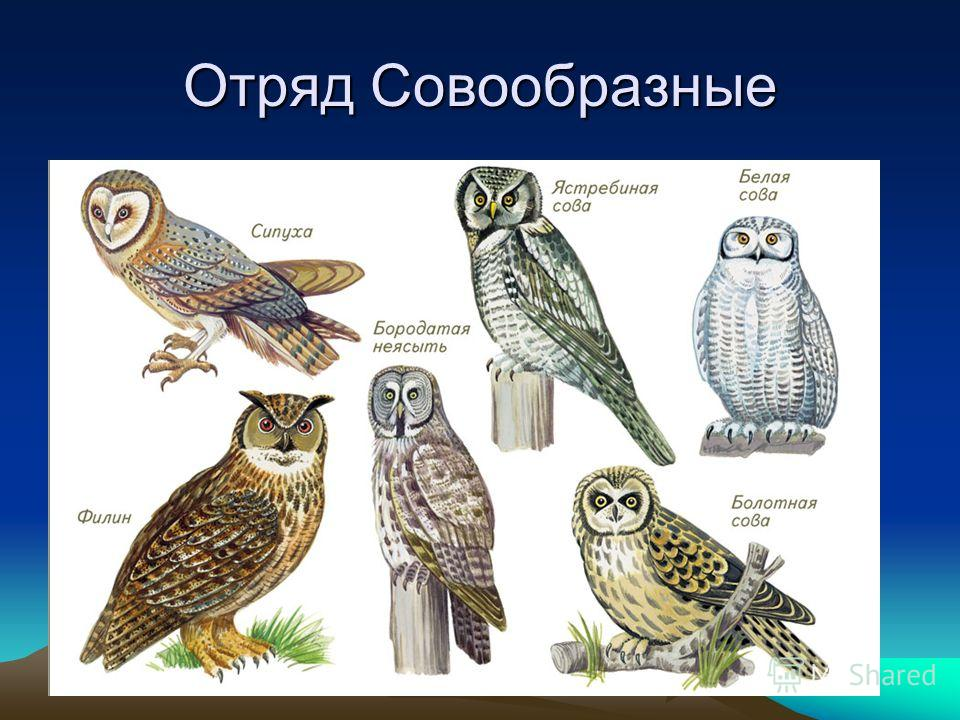 Отряд Совообразные
Сипуха
Ястребиная
сова
Белая
сова
Бородатая
неясыть
Филин
Болотная
сова
Shared